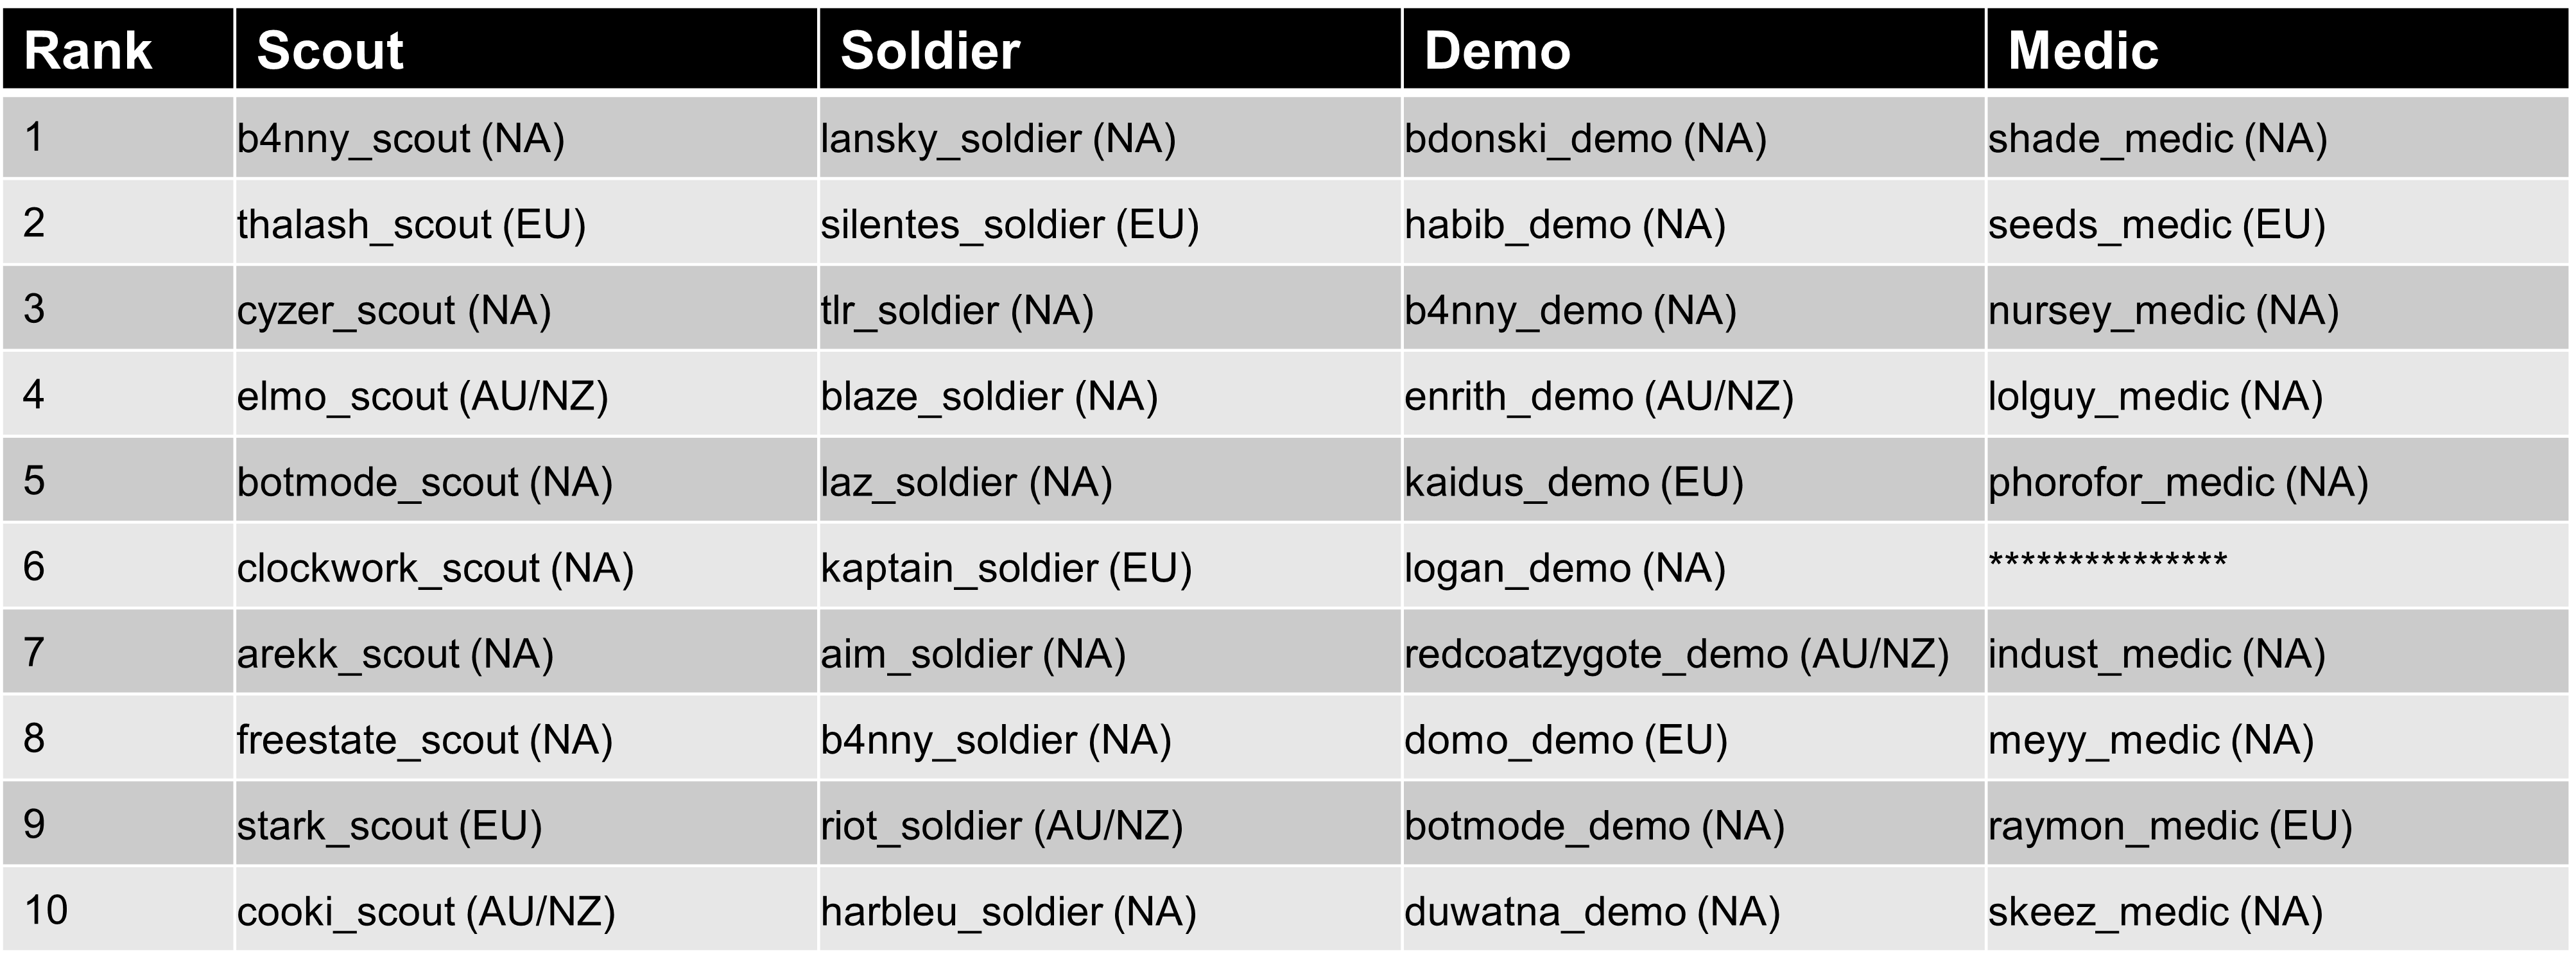 Rank Scout Soldier Demo Medic
1 b4nny_scout (NA) lansky_soldier (NA) bdonski_demo (NA) shade_medic (NA)
2 thalash_scout (EU) silentes_soldier (EU) habib_demo (NA) seeds_medic (EU)
3 cyzer_scout (NA) tlr_soldier (NA) b4nny_demo (NA) nursey_medic (NA)
4 elmo_scout (AU/NZ) blaze_soldier (NA) enrith_demo (AU/NZ) lolguy_medic (NA)
5 botmode_scout (NA) laz_soldier (NA) kaidus_demo (EU) phorofor_medic (NA)
6 clockwork_scout (NA) kaptain_soldier (EU) logan_demo (NA) ***************
7 arekk_scout (NA) aim_soldier (NA) redcoatzygote_demo (AU/NZ) indust_medic (NA)
8 freestate_scout (NA) b4nny_soldier (NA) domo_demo (EU) meyy_medic (NA)
9 stark_scout (EU) riot_soldier (AU/NZ) botmode_demo (NA) raymon_medic (EU)
10 cooki_scout (AU/NZ) harbleu_soldier (NA) duwatna_demo (NA) skeez_medic (NA)